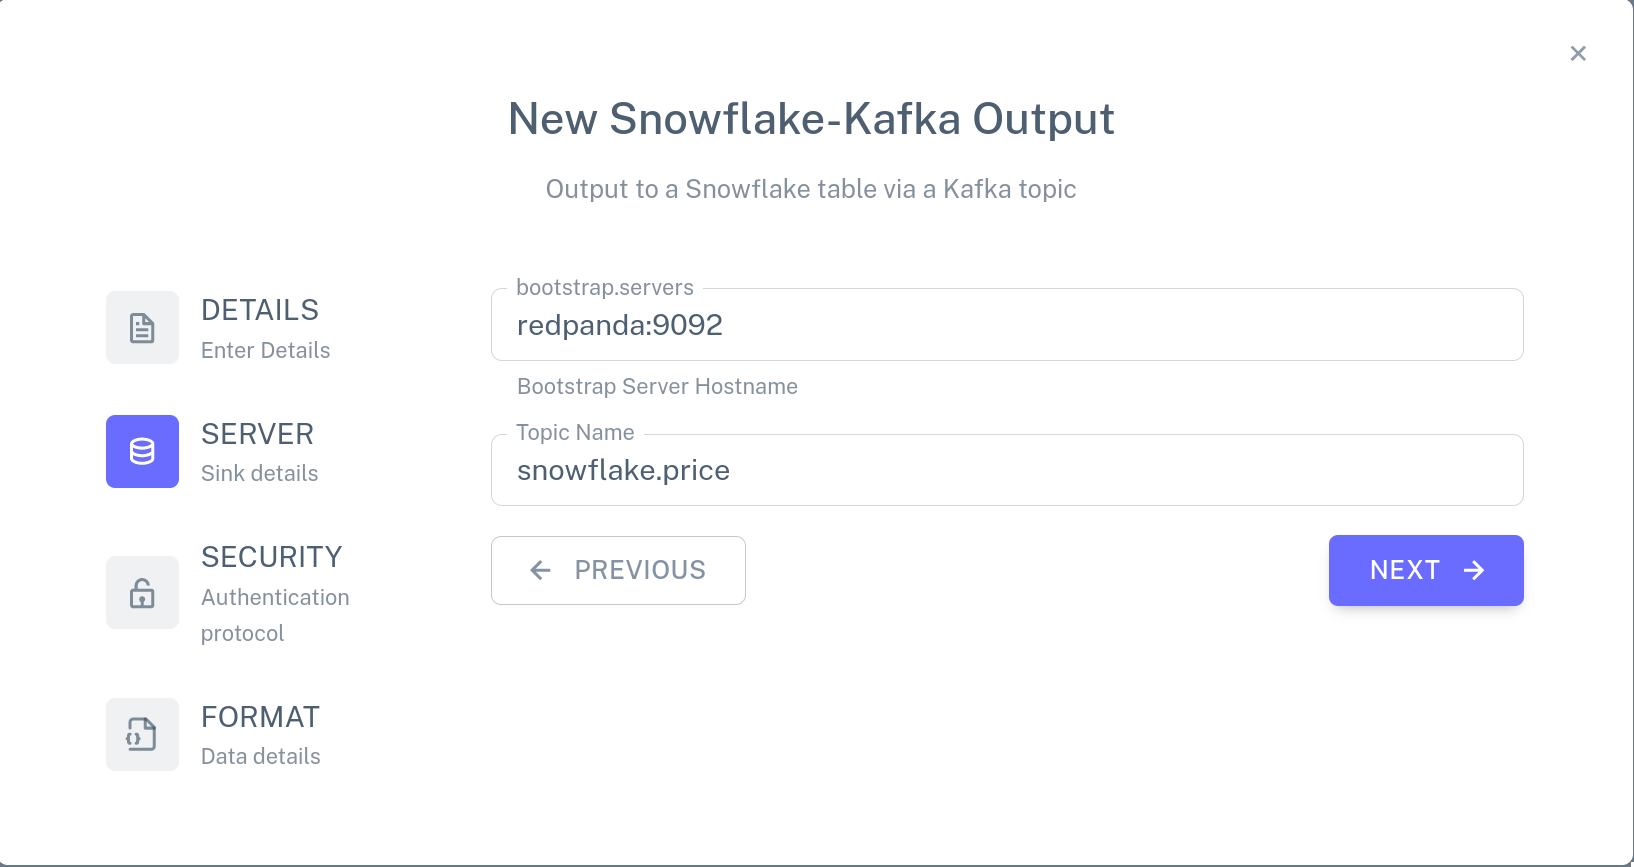 New Snowflake-Kafka Output
Output to a Snowflake table via a Kafka topic
DETAILS
Enter Details
SERVER
Sink details
SECURITY
Authentication
protocol
FORMAT
Data details
bootstrap.servers
redpanda:9092
Bootstrap Server Hostname
Topic Name
snowflake.price
PREVIOUS
NEXT